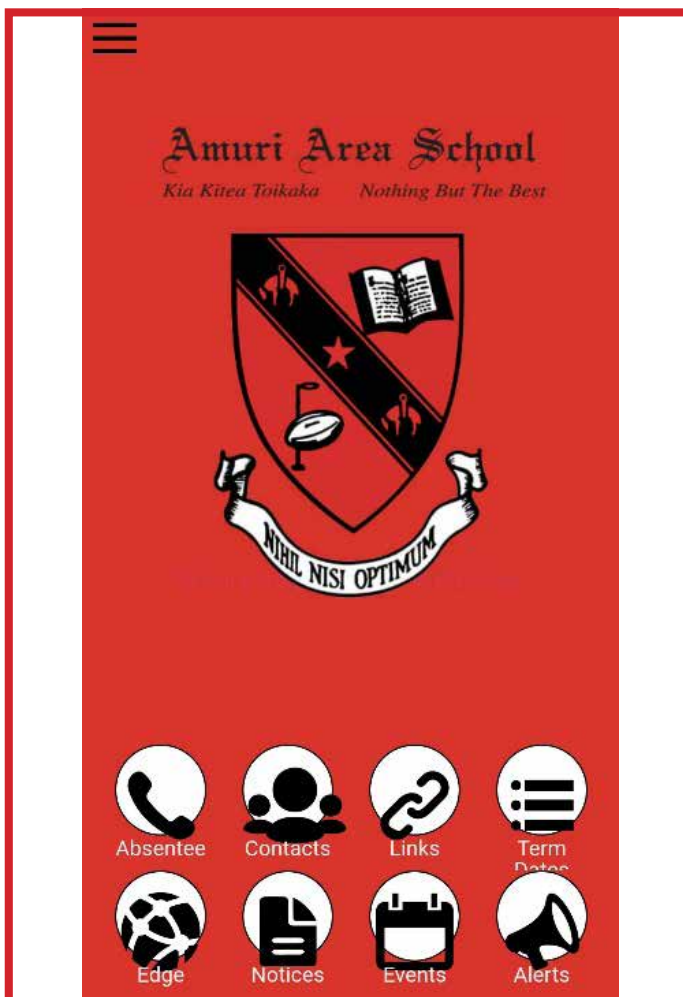 Amuri Area School
Kia Kitea Toikaka Nothing But The Best
NIHIL NISI OPTIMUM
Absentee Contacts Links Term
Dates
Edge Notices Events Alerts